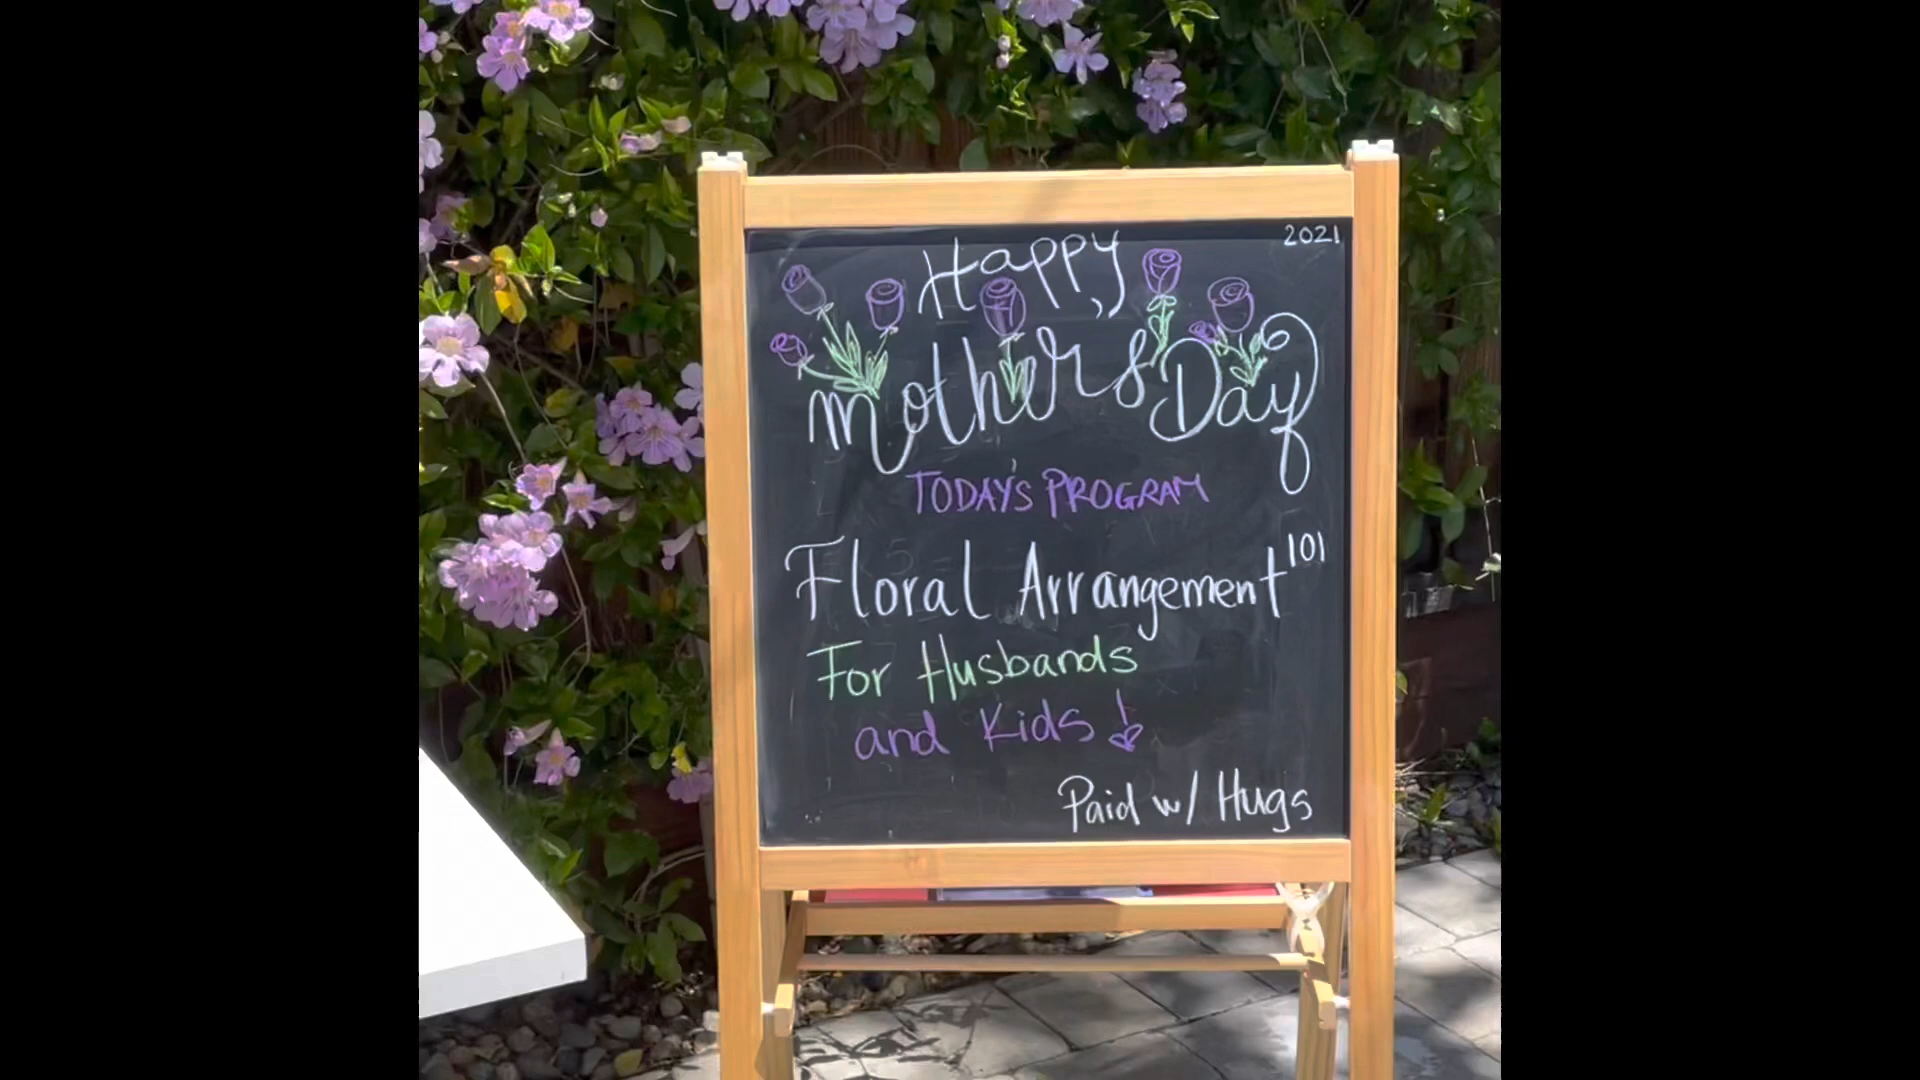 2021
Happy
Mothers Day
TODAY'S PROGRAM
Floral Arrangement 101
For Husbands
and Kids!
Paid w/ Hugs